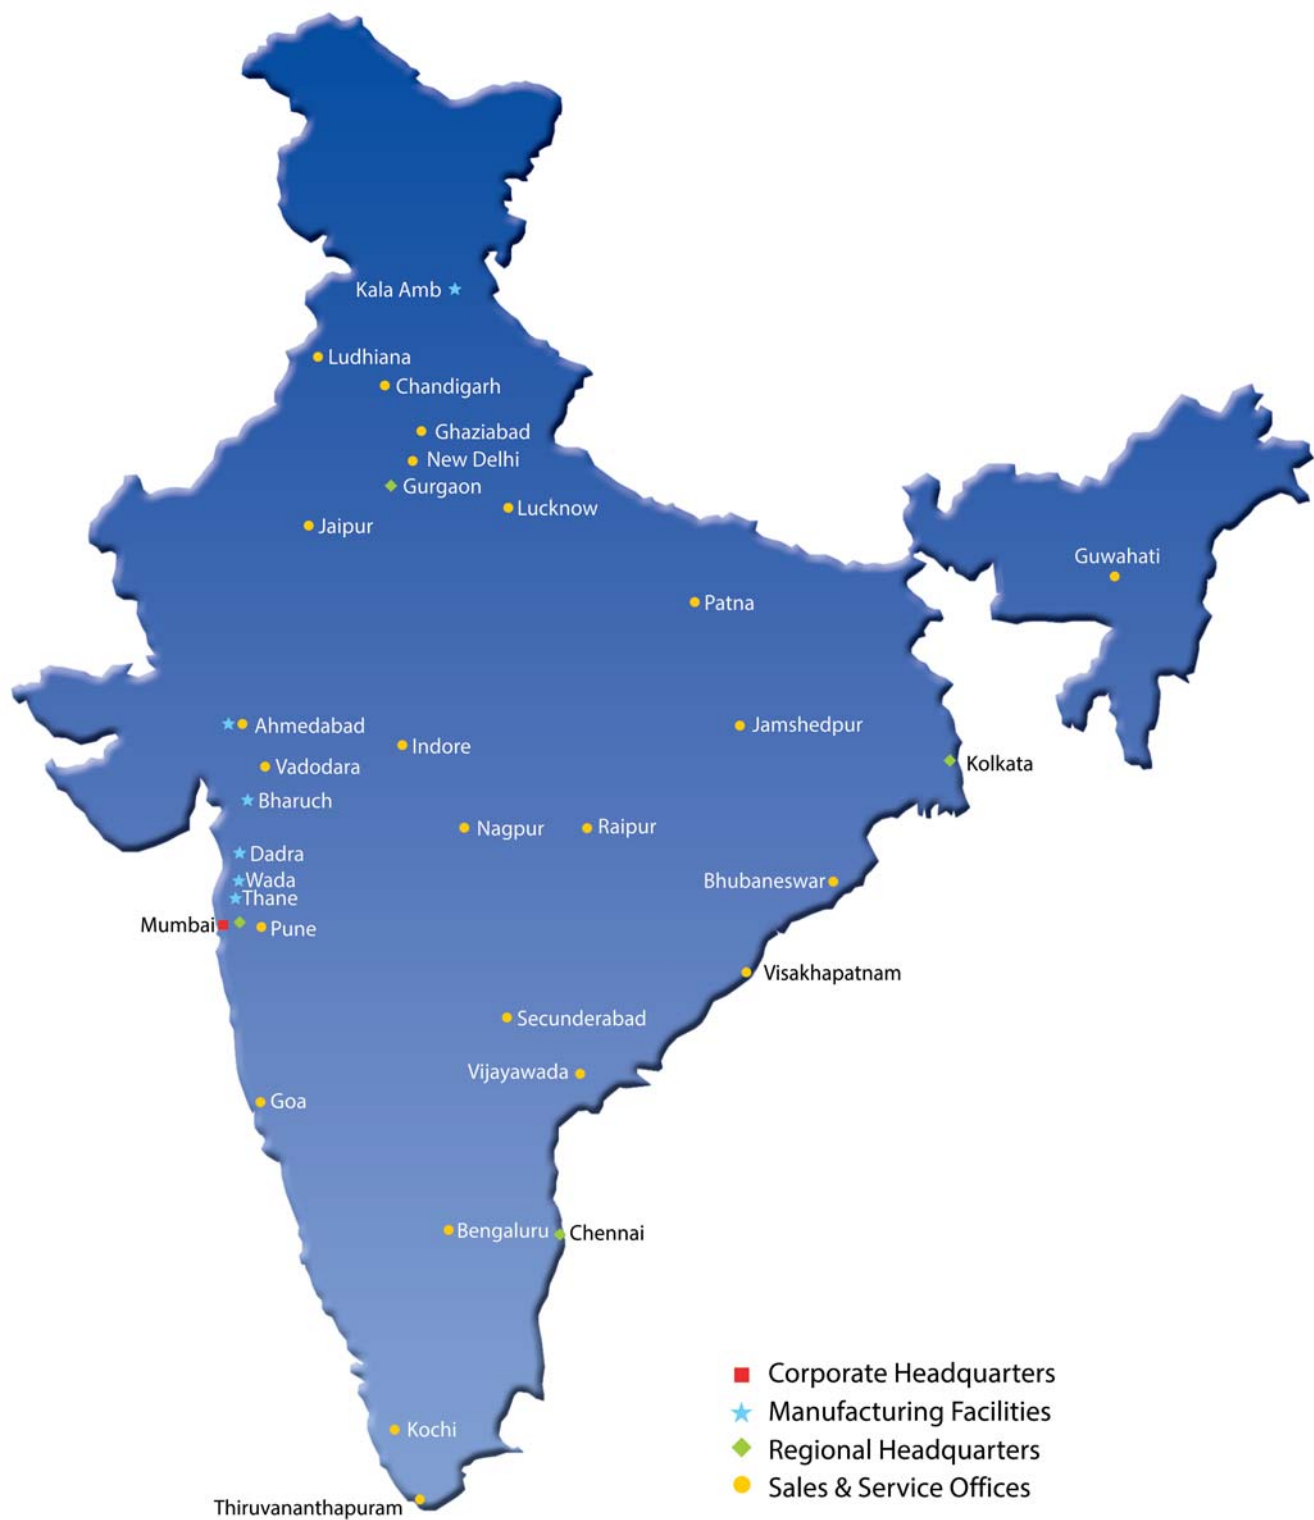 Kala Amb
Ludhiana
Chandigarh
Ghaziabad
New Delhi
Gurgaon
Lucknow
Jaipur
Guwahati
Patna
Ahmedabad
Jamshedpur
Indore
Kolkata
Vadodara
Bharuch
Nagpur
Raipur
Dadra
Wada
Bhubaneswar
Thane
Mumbai
Pune
Visakhapatnam
Secunderabad
Vijayawada
Goa
Bengaluru
Chennai
Corporate Headquarters
Manufacturing Facilities
Kochi
Regional Headquarters
Sales & Service Offices
Thiruvananthapuram